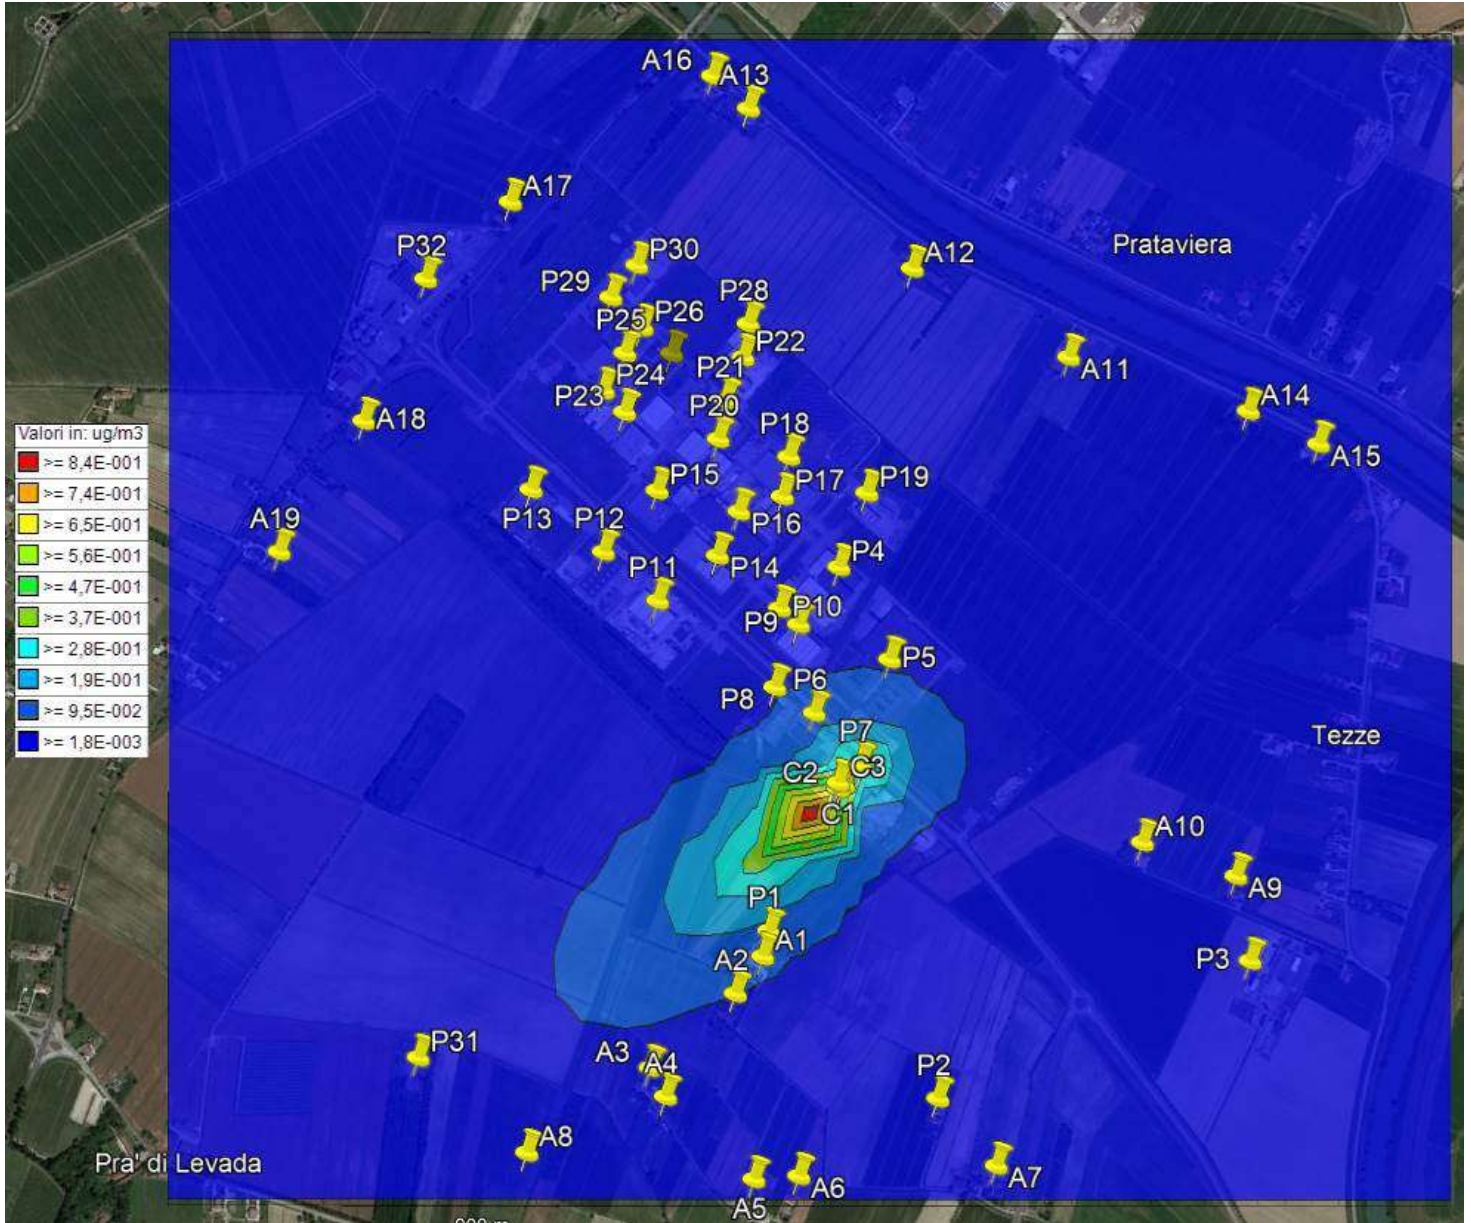 A16
A13
A17
Prataviera
P32
P30
A12
P29
P28
P25
P26
P22
A11
P21
P24
P23
A14
P20
A18
P18
A15
Valori in: ug/m3
>= 8,4E-001
>= 7,4E-001
>= 6,5E-001
>= 5,6E-001
>= 4,7E-001
>= 3,7E-001
>= 2,8E-001
>= 1,9E-001
>= 9,5E-002
>= 1,8E-003
P15
P17
P19
P13
A19
P12
P16
P4
P14
P11
P10
P9
P5
P6
P8
P7
Tezze
C2
C3
C1
A10
A9
P1
A1
A2
P3
P31
A3
A4
P2
A8
Pra' di Levada
A7
A6
A5